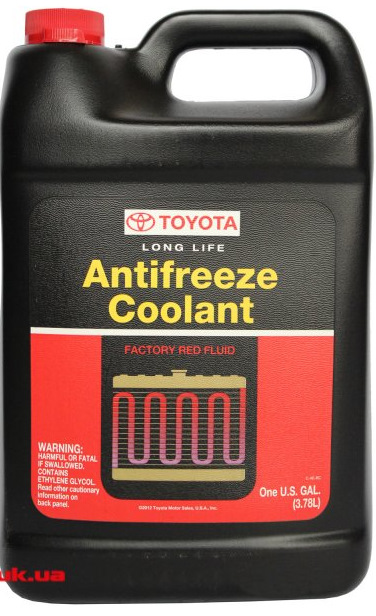 TOYOTA
LONG LIFE
Antifreeze
Coolant
FACTORY RED FLUID
WARNING:
HARMFUL OR FATAL
IF SWALLOWED.
CONTAINS
ETHYLENE GLYCOL.
Read other cautionary
information on
back panel.
One U.S. GAL.
(3.78L)
©2012 Toyota Motor Sales, U.S.A., Inc.
uk.ua